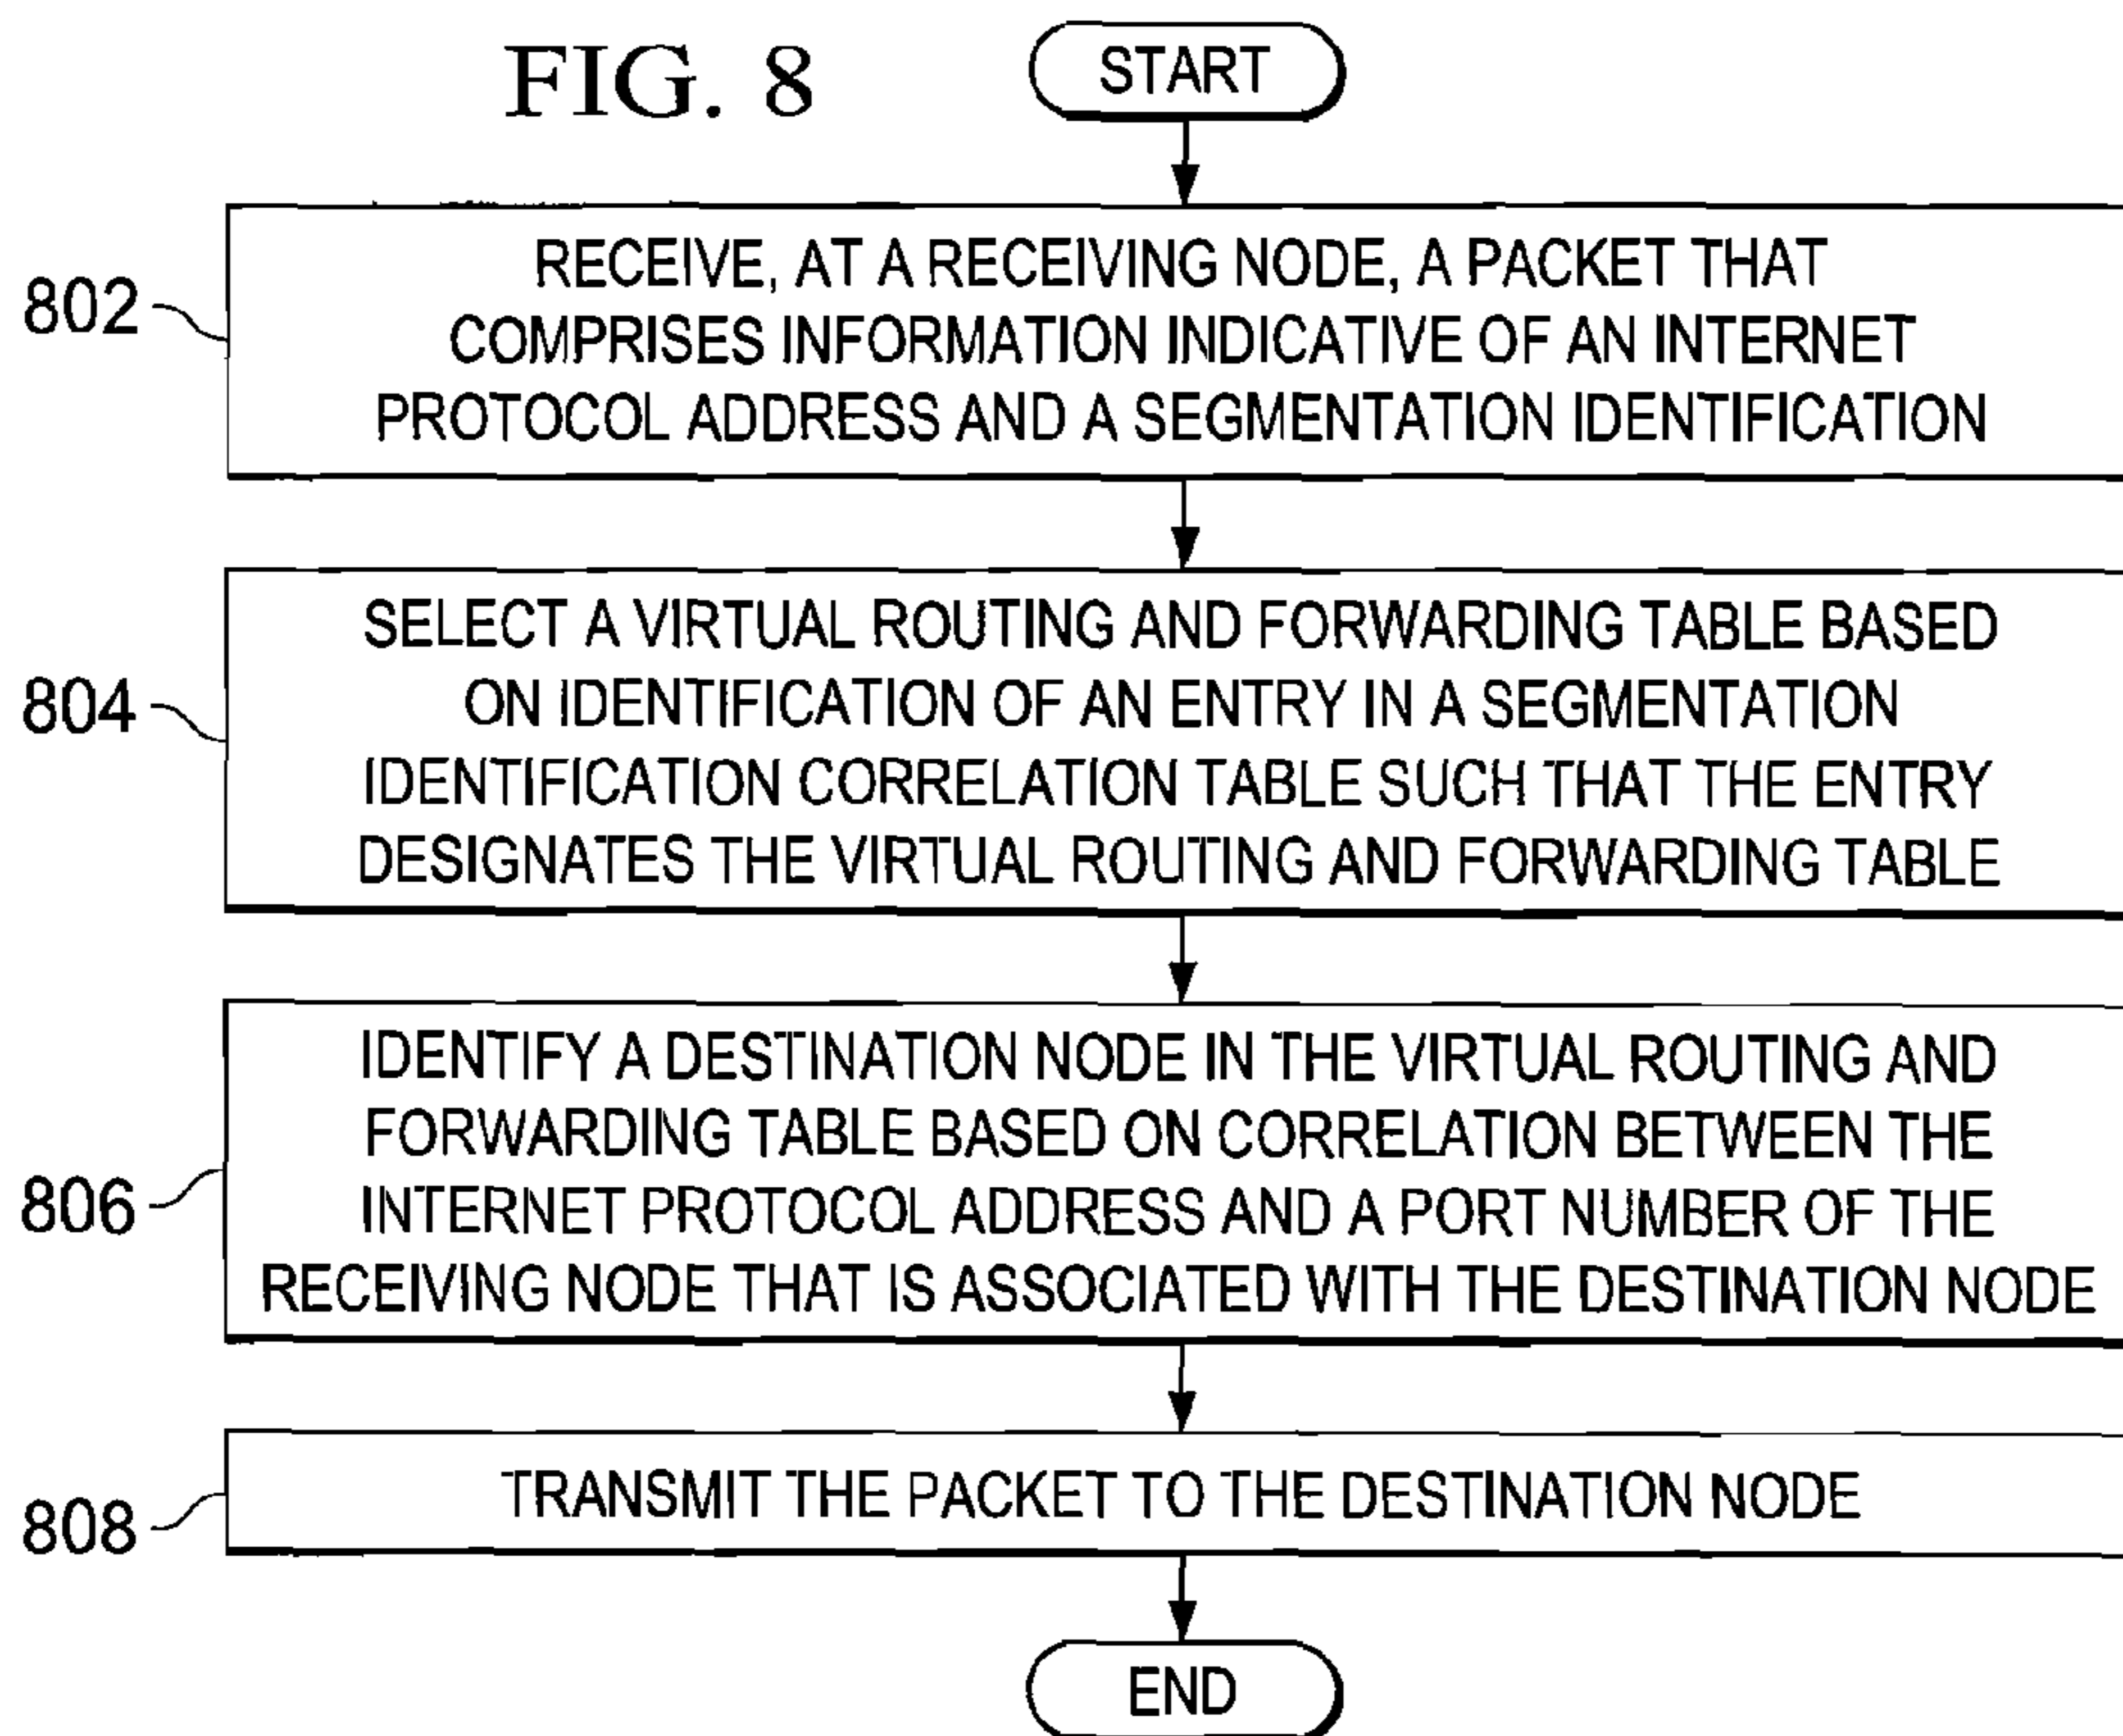 FIG. 8
START
802
RECEIVE, AT A RECEIVING NODE, A PACKET THAT
COMPRISES INFORMATION INDICATIVE OF AN INTERNET
PROTOCOL ADDRESS AND A SEGMENTATION IDENTIFICATION
804
SELECT A VIRTUAL ROUTING AND FORWARDING TABLE BASED
ON IDENTIFICATION OF AN ENTRY IN A SEGMENTATION
IDENTIFICATION CORRELATION TABLE SUCH THAT THE ENTRY
DESIGNATES THE VIRTUAL ROUTING AND FORWARDING TABLE
806
IDENTIFY A DESTINATION NODE IN THE VIRTUAL ROUTING AND
FORWARDING TABLE BASED ON CORRELATION BETWEEN THE
INTERNET PROTOCOL ADDRESS AND A PORT NUMBER OF THE
RECEIVING NODE THAT IS ASSOCIATED WITH THE DESTINATION NODE
808
TRANSMIT THE PACKET TO THE DESTINATION NODE
END